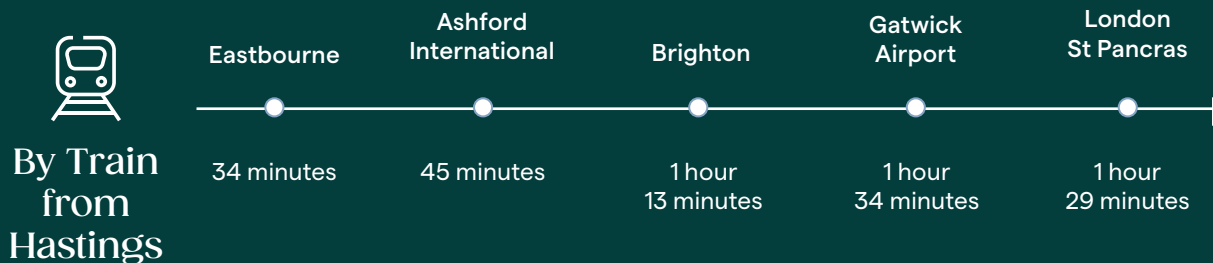 By Train
from
Hastings
Eastbourne
34 minutes
Ashford
International
45 minutes
Brighton
1 hour
13 minutes
Gatwick
Airport
1 hour
34 minutes
London
St Pancras
1 hour
29 minutes